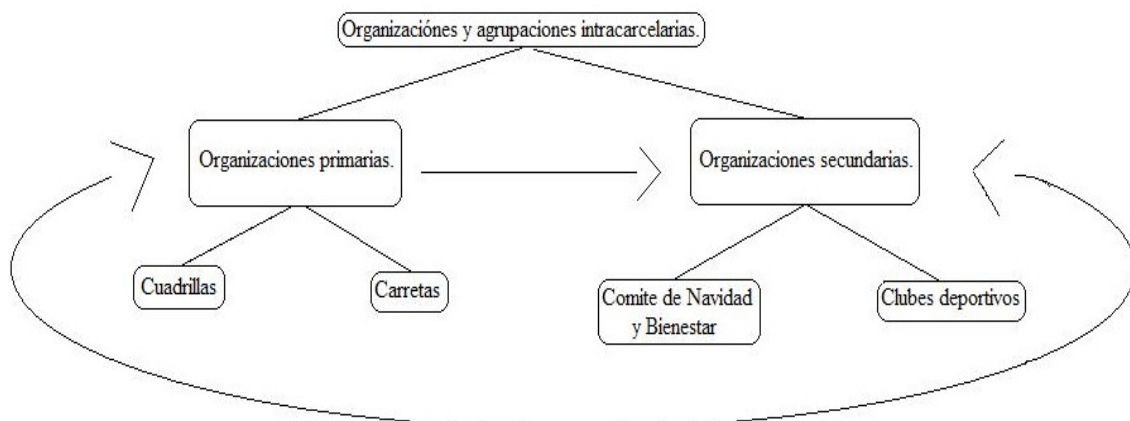 Organizaciónes y agrupaciones intracarcelarias.
Organizaciones primarias.
Organizaciones secundarias.
Cuadrillas
Carretas
Comite de Navidad
y Bienestar
Clubes deportivos